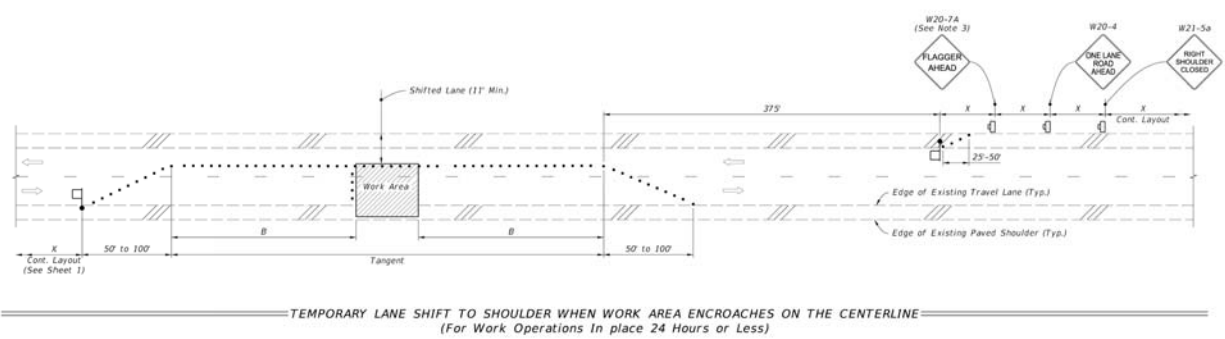 W20-7A
(See Note 3)
W20-4
W21-5a
FLAGGER
AHEAD
ONE LANE
ROAD
AHEAD
RIGHT
SHOULDER
CLOSED
Shifted Lane (11' Min.)
375'
X
X
X
X
Cont. Layout
25'-50'
Work Area
Edge of Existing Travel Lane (Typ.)
Edge of Existing Paved Shoulder (Typ.)
B
B
X
Cont. Layout
(See Sheet 1)
50' to 100'
Tangent
50' to 100'
TEMPORARY LANE SHIFT TO SHOULDER WHEN WORK AREA ENCROACHES ON THE CENTERLINE
(For Work Operations In place 24 Hours or Less)